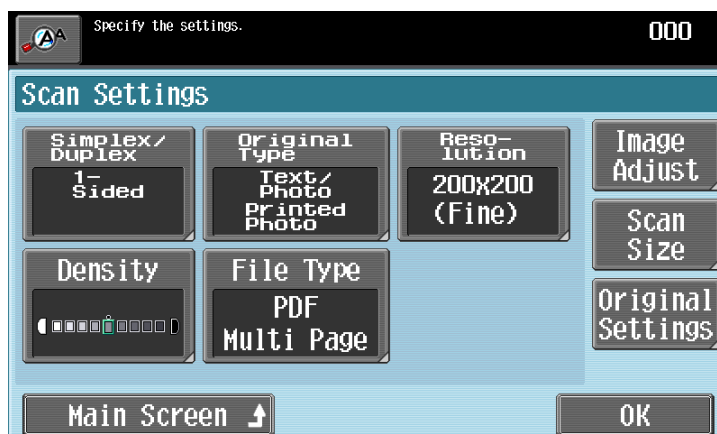 Specify the settings.
000
Scan Settings
Simplex/
Duplex
1-
Sided
Original
Type
Text/
Photo
Printed
Photo
Reso-
lution
200X200
(Fine)
Image
Adjust
Scan
Size
Density
File Type
PDF
Multi Page
Original
Settings
Main Screen
OK